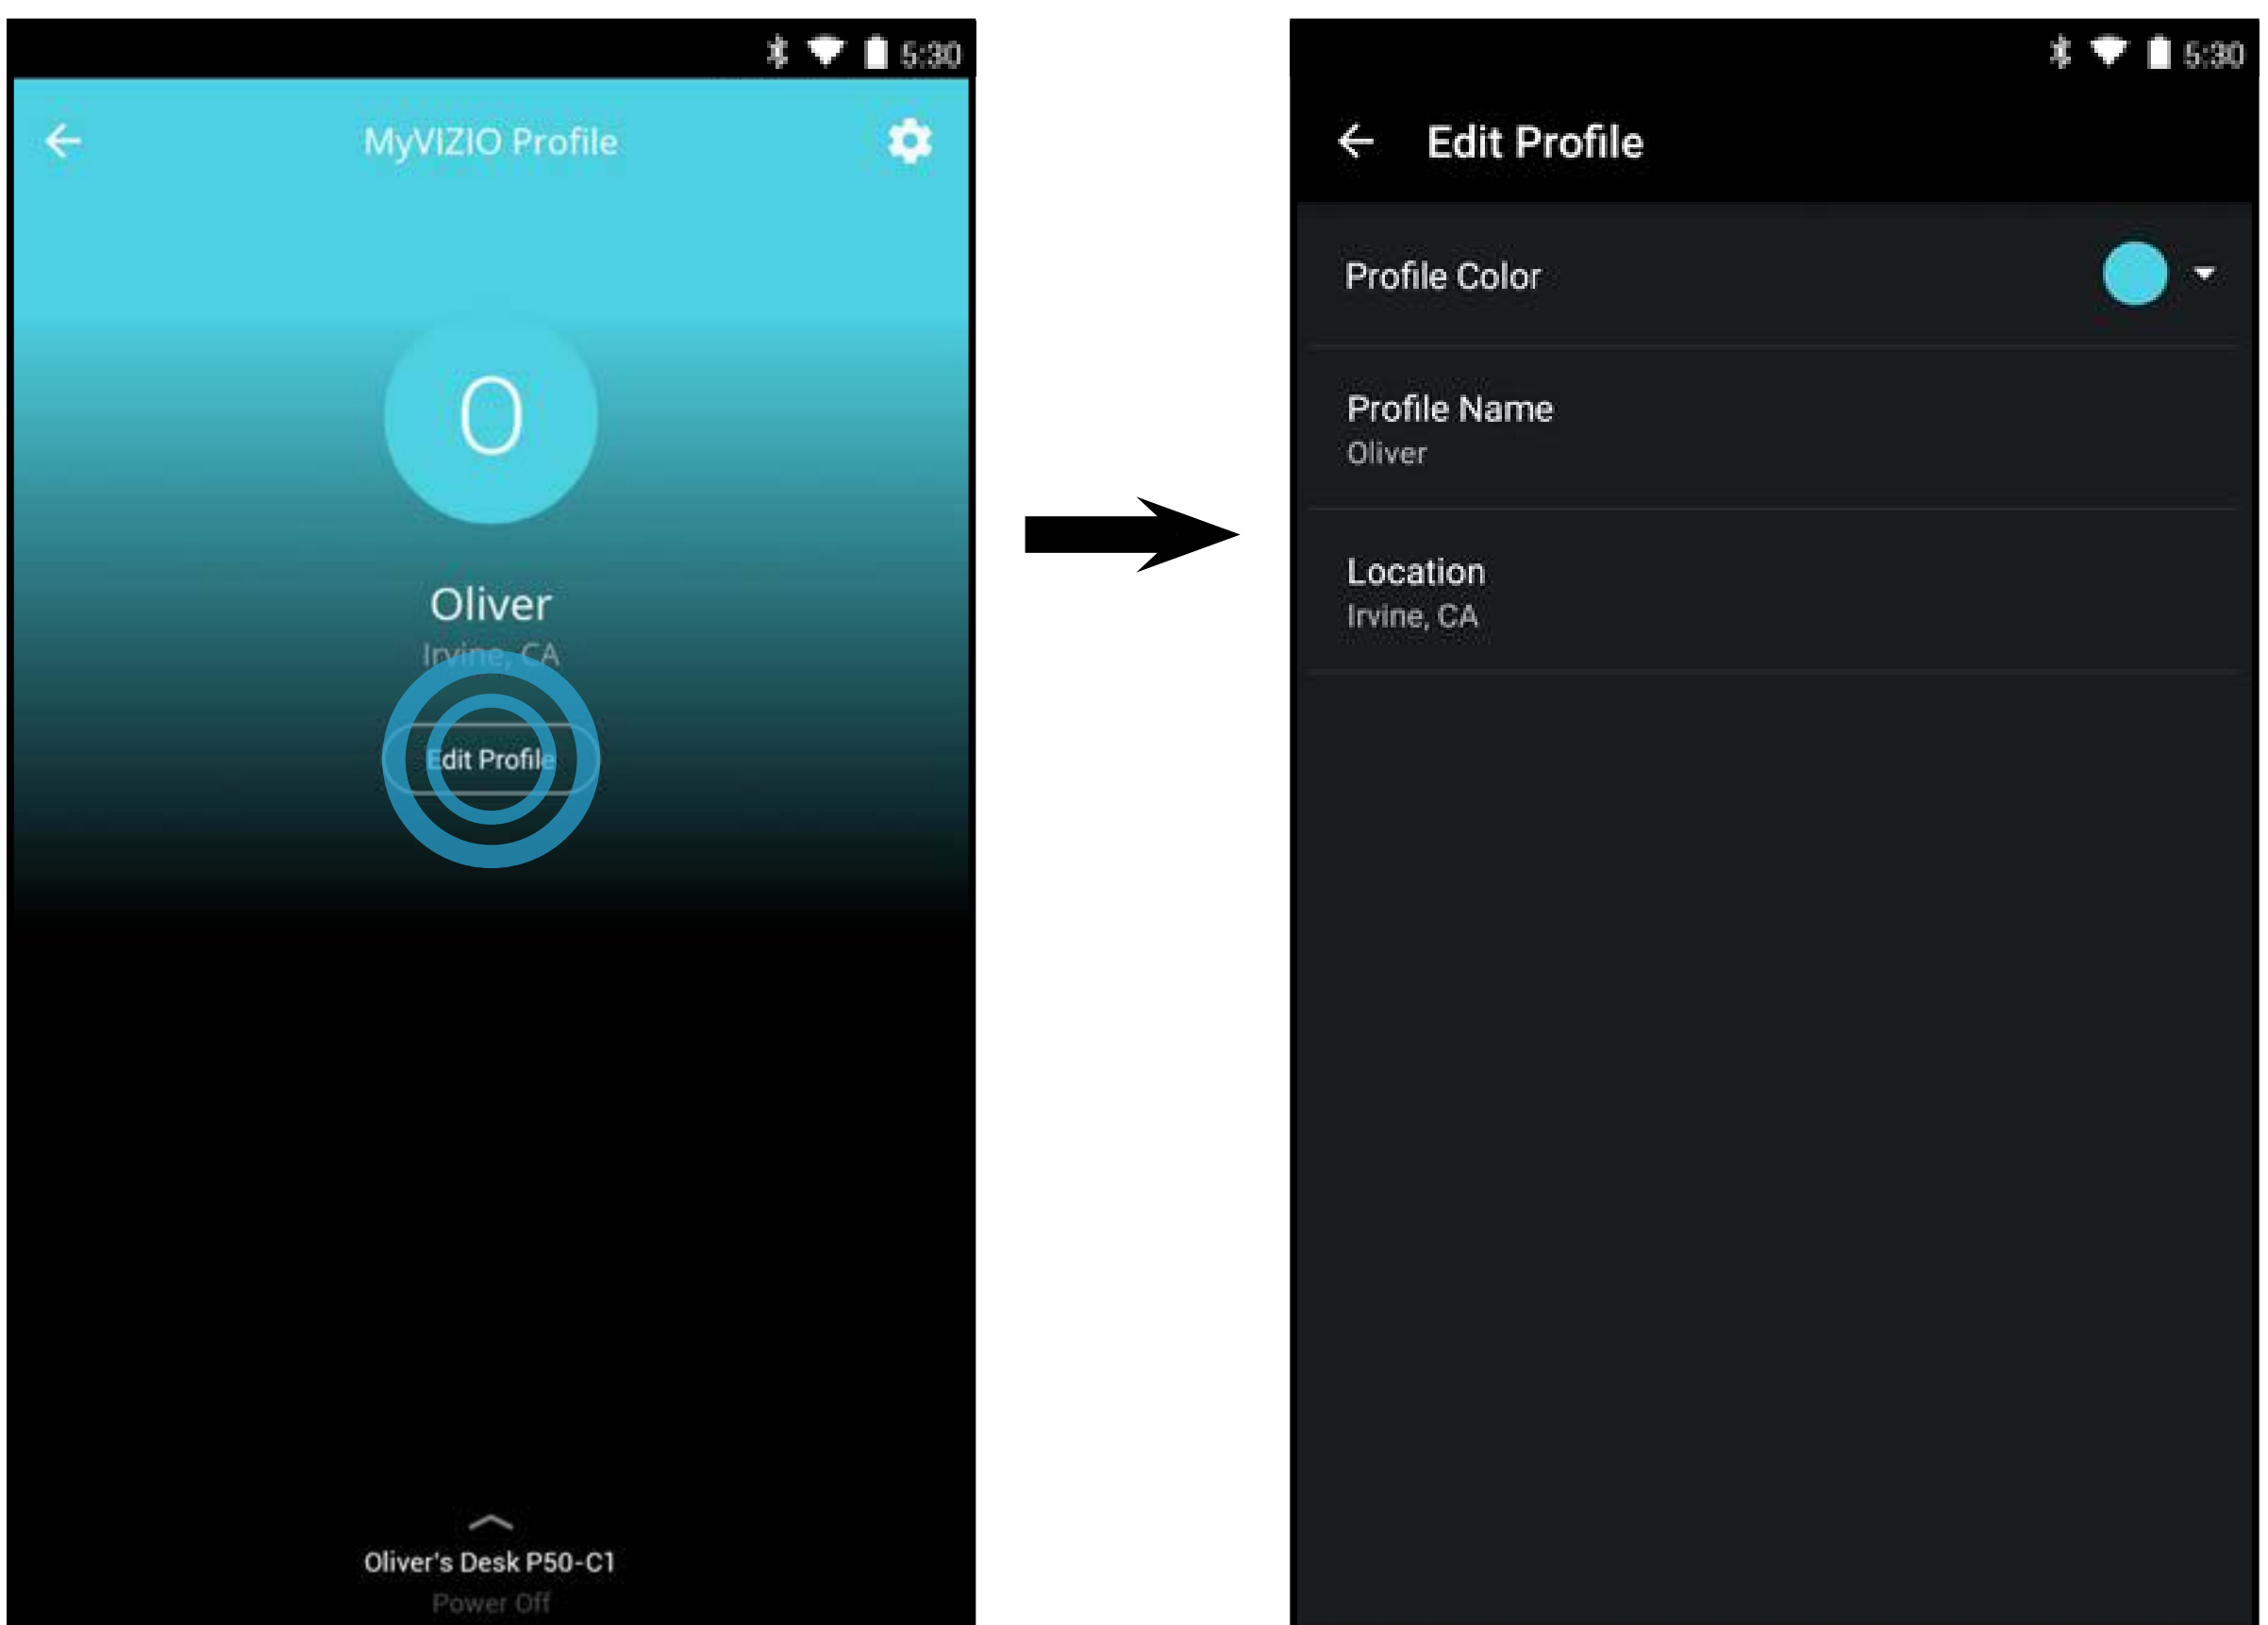 5:30
MyVIZIO Profile
O
Oliver
Irvine, CA
Edit Profile
Oliver's Desk P50-C1
Power Off
5:30
Edit Profile
Profile Color
Profile Name
Oliver
Location
Irvine, CA